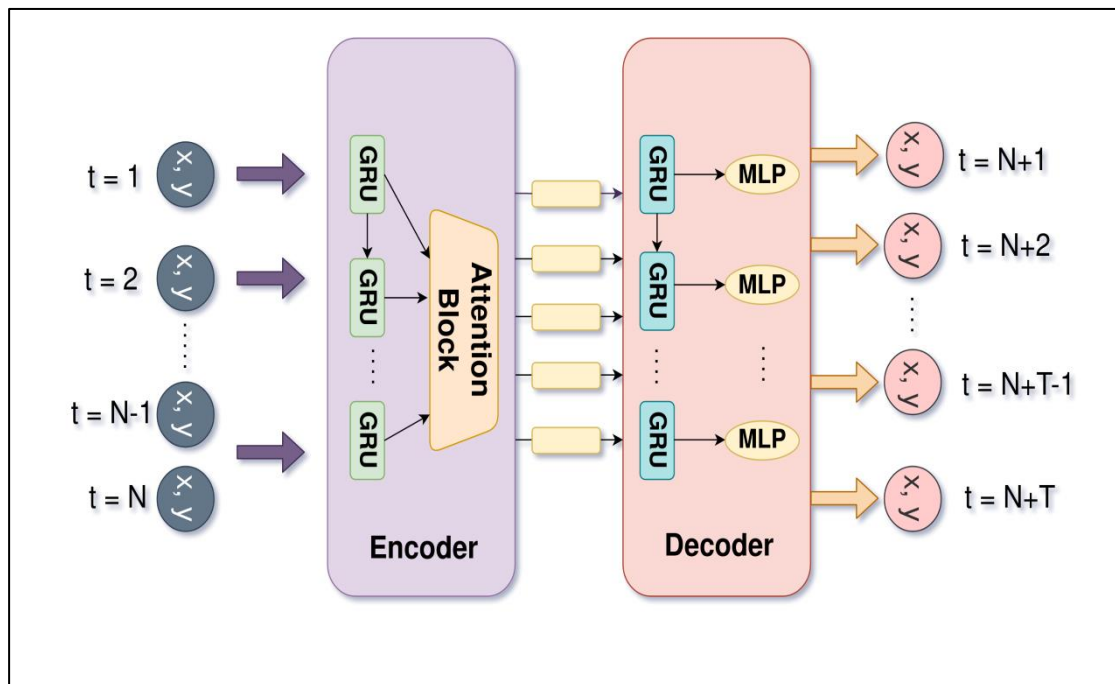 t = 1
x, y
t = 2
x, y
t = N-1
x, y
t = N
x, y
GRU
GRU
GRU
Attention
Block
Encoder
GRU
MLP
GRU
MLP
GRU
MLP
Decoder
x, y
t = N+1
x, y
t = N+2
x, y
t = N+T-1
x, y
t = N+T